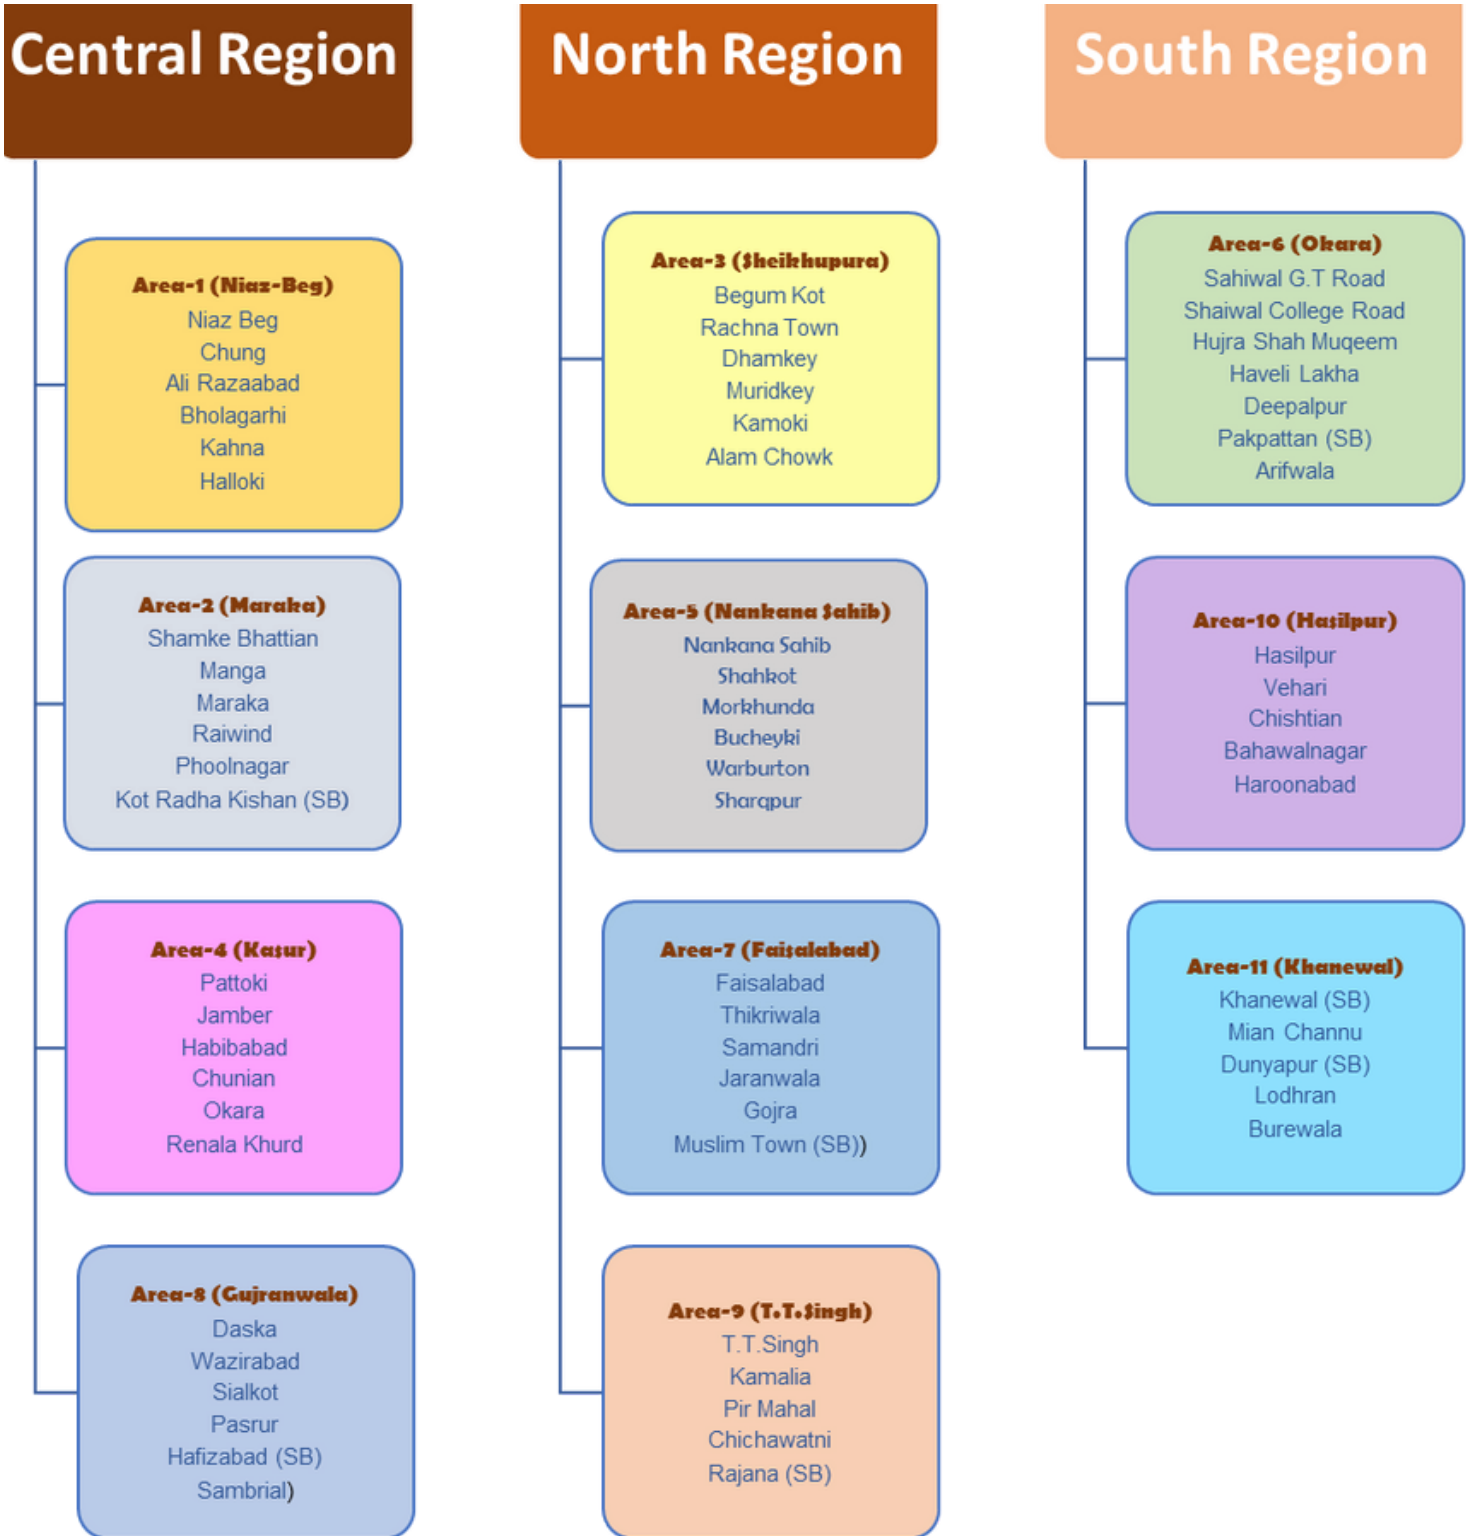 Central Region
Area-1 (Niaz-Beg)
Niaz Beg
Chung
Ali Razaabad
Bholagarhi
Kahna
Halloki
Area-2 (Maraka)
Shamke Bhattian
Manga
Maraka
Raiwind
Phoolnagar
Kot Radha Kishan (SB)
Area-4 (Kasur)
Pattoki
Jamber
Habibabad
Chunian
Okara
Renala Khurd
Area-8 (Gujranwala)
Daska
Wazirabad
Sialkot
Pasrur
Hafizabad (SB)
Sambrial)
North Region
Area-3 (Sheikhupura)
Begum Kot
Rachna Town
Dhamkey
Muridkey
Kamoki
Alam Chowk
Area-5 (Nankana Sahib)
Nankana Sahib
Shahkot
Morkhunda
Bucheyki
Warburton
Sharqpur
Area-7 (Faisalabad)
Faisalabad
Thikriwala
Samandri
Jaranwala
Gojra
Muslim Town (SB))
Area-9 (T.T.Singh)
T.T.Singh
Kamalia
Pir Mahal
Chichawatni
Rajana (SB)
South Region
Area-6 (Okara)
Sahiwal G.T Road
Shaiwal College Road
Hujra Shah Muqeem
Haveli Lakha
Deepalpur
Pakpattan (SB)
Arifwala
Area-10 (Hasilpur)
Hasilpur
Vehari
Chishtian
Bahawalnagar
Haroonabad
Area-11 (Khanewal)
Khanewal (SB)
Mian Channu
Dunyapur (SB)
Lodhran
Burewala